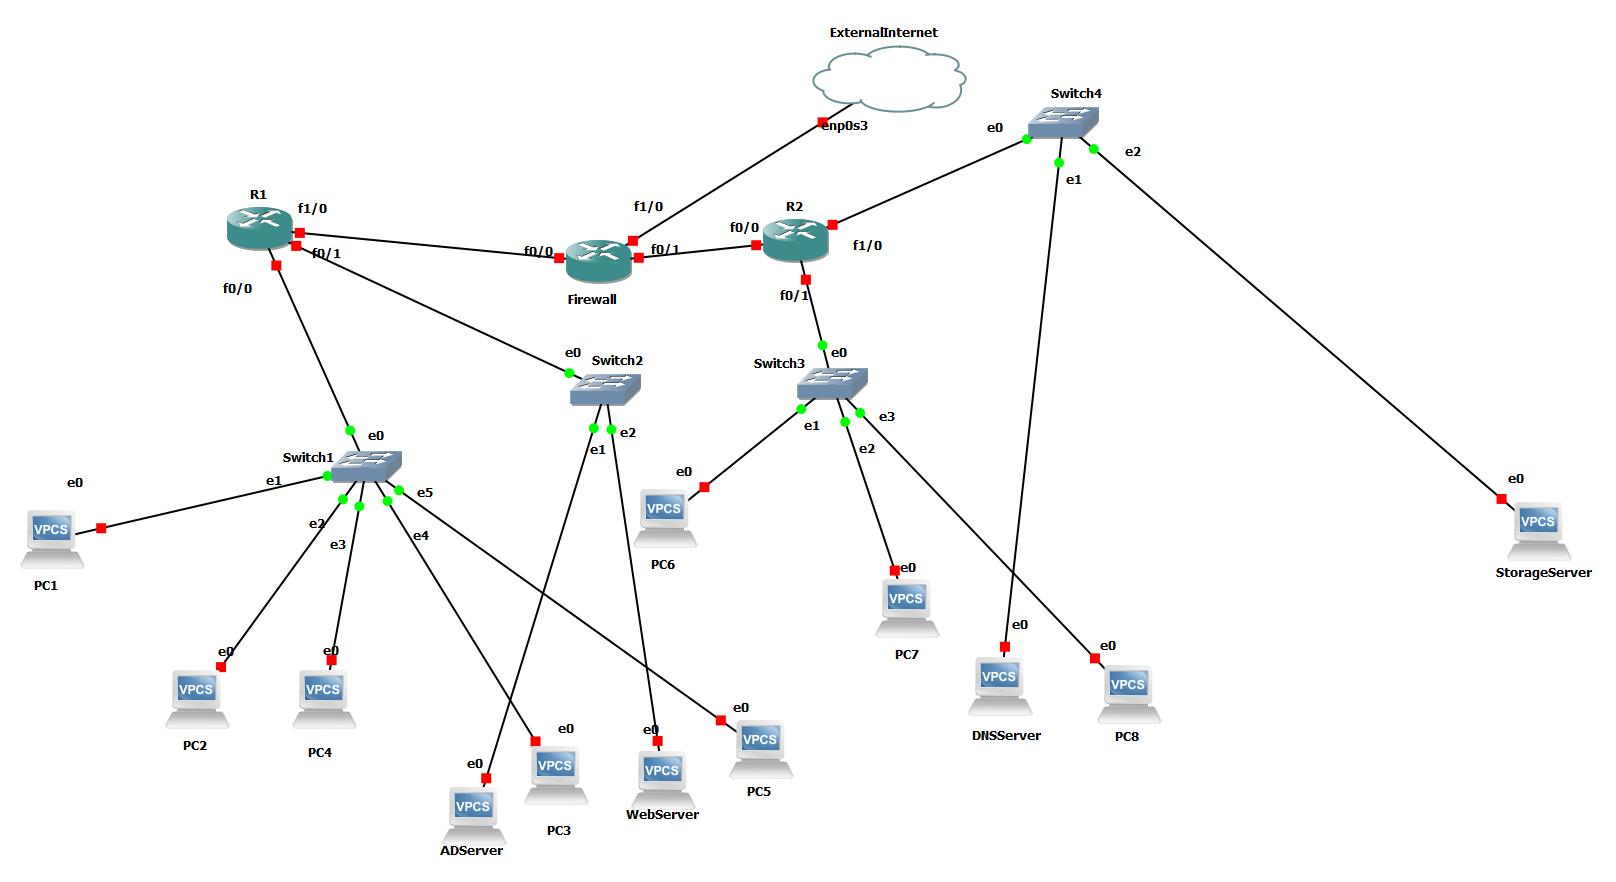 ExternalInternet
Switch4
enp0s3
e0
e1
e2
R1
f1/0
f0/1
f0/0
f1/0
f0/0
f0/1
Firewall
R2
f0/0
f1/0
f0/1
e0
Switch2
e1
e2
Switch3
e0
e1
e2
e3
Switch1
e0
e1
e2
e3
e4
e5
e0
VPCS
PC1
e0
VPCS
PC6
e0
VPCS
StorageServer
e0
VPCS
PC7
e0
VPCS
PC2
e0
VPCS
PC4
e0
VPCS
DNSServer
e0
VPCS
PC8
e0
VPCS
PC3
e0
VPCS
WebServer
e0
VPCS
PC5
e0
VPCS
ADServer